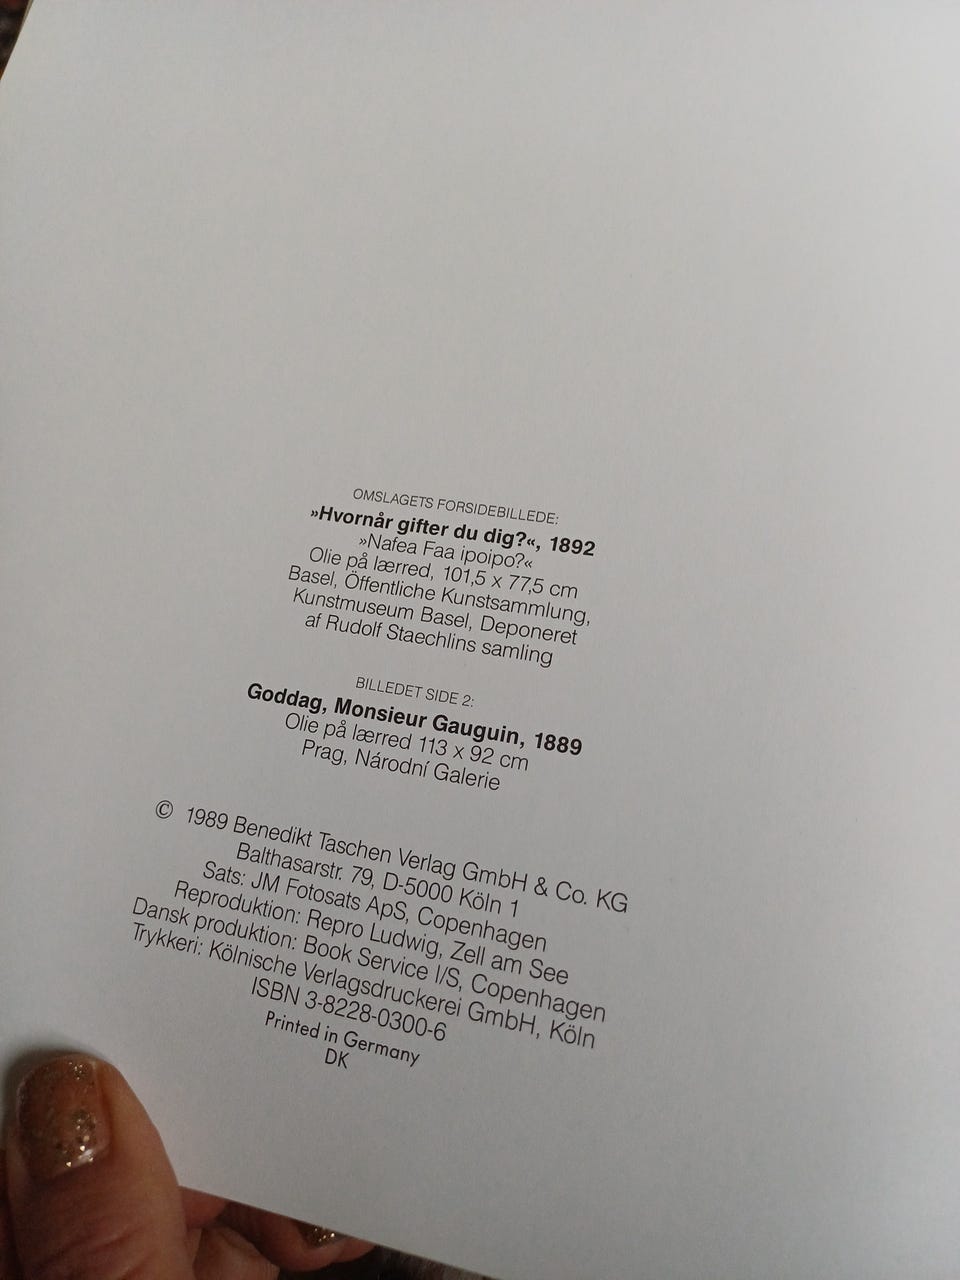 OMSLAGETS FORSIDEBILLEDE:
»Hvornår gifter du dig?«, 1892
»Nafea Faa ipoipo?«
Olie på lærred, 101,5 x 77,5 cm
Basel, Öffentliche Kunstsammlung,
Kunstmuseum Basel, Deponeret
af Rudolf Staechlins samling
BILLEDET SIDE 2:
Goddag, Monsieur Gauguin, 1889
Olie på lærred 113 x 92 cm
Prag, Národní Galerie
© 1989 Benedikt Taschen Verlag GmbH & Co. KG
Balthasarstr. 79, D-5000 Köln 1
Sats: JM Fotosats ApS, Copenhagen
Reproduktion: Repro Ludwig, Zell am See
Dansk produktion: Book Service I/S, Copenhagen
Trykkeri: Kölnische Verlagsdruckerei GmbH, Köln
ISBN 3-8228-0300-6
Printed in Germany
DK